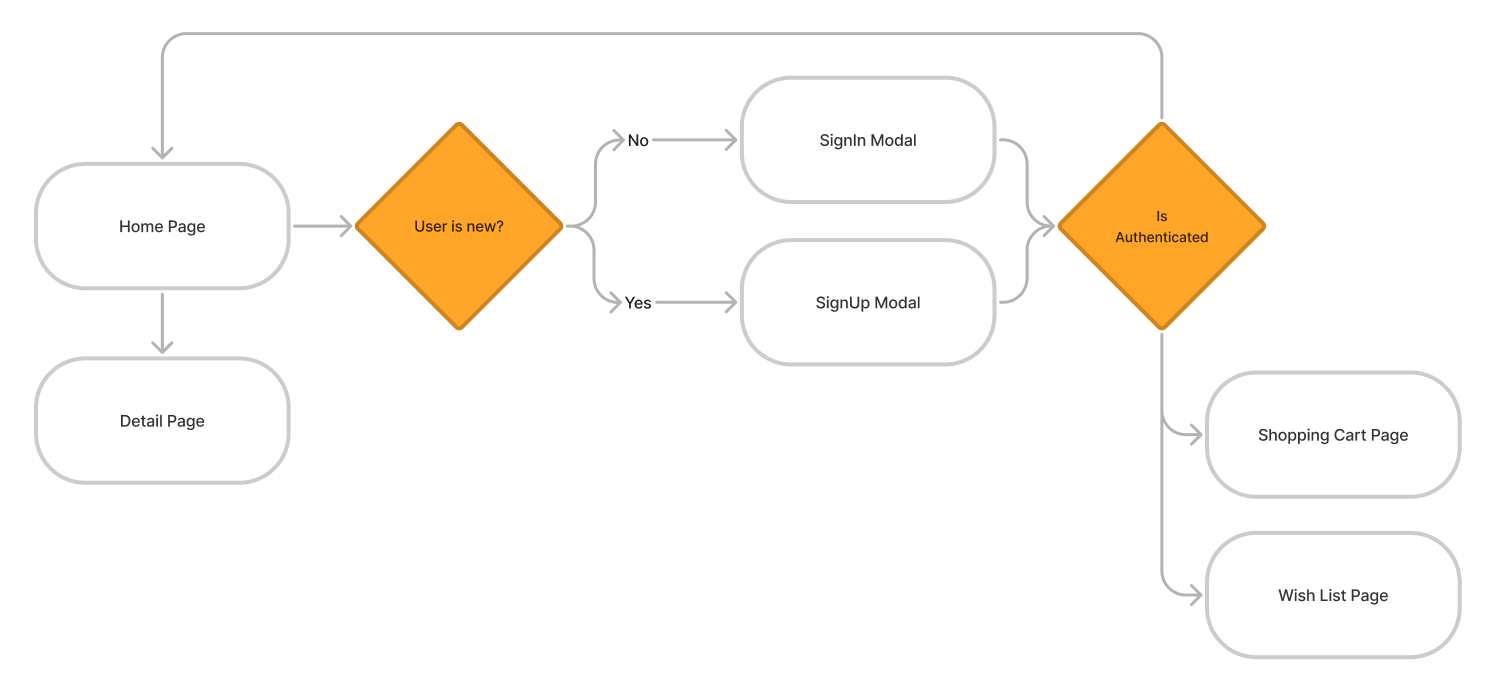 Home Page
User is new?
No
Yes
SignIn Modal
SignUp Modal
Is
Authenticated
Detail Page
Shopping Cart Page
Wish List Page